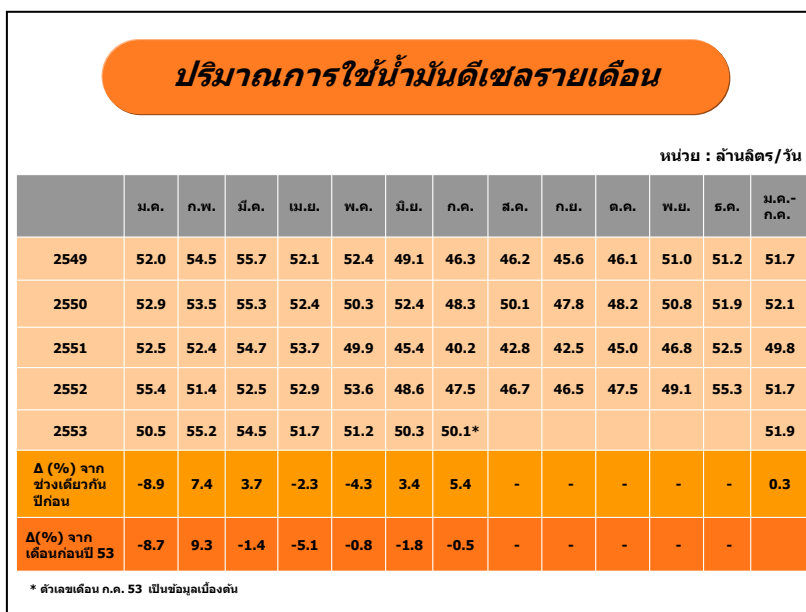 ปริมาณการใช้น้ำมันดีเซลรายเดือน
หน่วย : ล้านลิตร/วัน
ม.ค. ก.พ. มี.ค. เม.ย. พ.ค. มิ.ย. ก.ค. ส.ค. ก.ย. ต.ค. พ.ย. ธ.ค. ม.ค.-
ก.ค.
2549 52.0 54.5 55.7 52.1 52.4 49.1 46.3 46.2 45.6 46.1 51.0 51.2 51.7
2550 52.9 53.5 55.3 52.4 50.3 52.4 48.3 50.1 47.8 48.2 50.8 51.9 52.1
2551 52.5 52.4 54.7 53.7 49.9 45.4 40.2 42.8 42.5 45.0 46.8 52.5 49.8
2552 55.4 51.4 52.5 52.9 53.6 48.6 47.5 46.7 46.5 47.5 49.1 55.3 51.7
2553 50.5 55.2 54.5 51.7 51.2 50.3 50.1* 51.9
Δ (%) จาก
ช่วงเดียวกัน
ปีก่อน
-8.9 7.4 3.7 -2.3 -4.3 3.4 5.4 - - - - - 0.3
Δ(%) จาก
เดือนก่อนปี 53
-8.7 9.3 -1.4 -5.1 -0.8 -1.8 -0.5 - - - - -
* ตัวเลขเดือน ก.ค. 53 เป็นข้อมูลเบื้องต้น